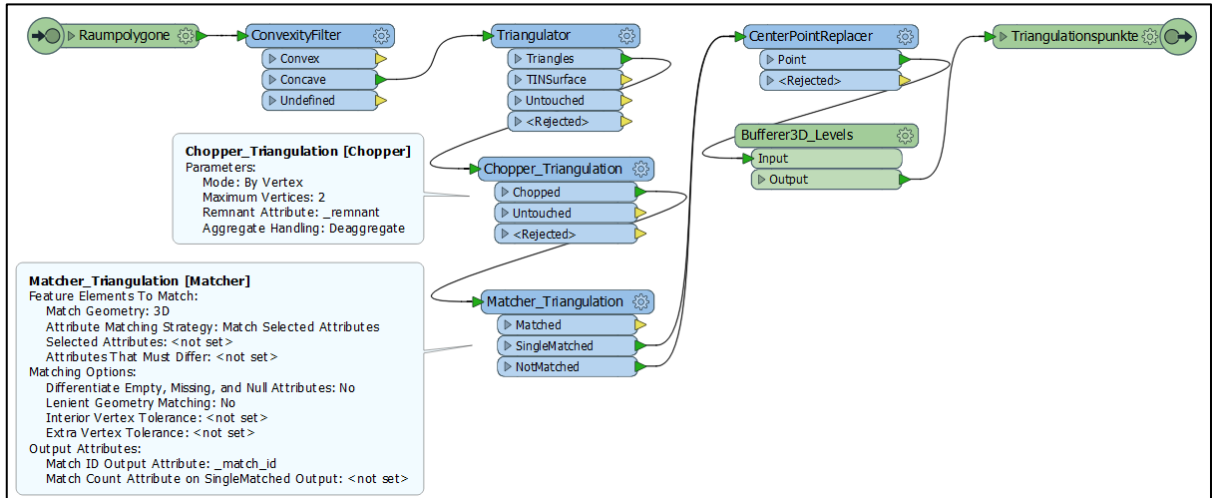 Raumpolygone
ConvexityFilter
Convex
Concave
Undefined
Triangulator
Triangles
TINSurface
Untouched
<Rejected>
Chopper_Triangulation [Chopper]
Parameters:
Mode: By Vertex
Maximum Vertices: 2
Remnant Attribute: _remnant
Aggregate Handling: Deaggregate
Chopper_Triangulation
Chopped
Untouched
<Rejected>
Matcher_Triangulation [Matcher]
Feature Elements To Match:
Match Geometry: 3D
Attribute Matching Strategy: Match Selected Attributes
Selected Attributes: <not set>
Attributes That Must Differ: <not set>
Matching Options:
Differentiate Empty, Missing, and Null Attributes: No
Lenient Geometry Matching: No
Interior Vertex Tolerance: <not set>
Extra Vertex Tolerance: <not set>
Output Attributes:
Match ID Output Attribute: _match_id
Match Count Attribute on SingleMatched Output: <not set>
Matcher_Triangulation
Matched
SingleMatched
NotMatched
CenterPointReplacer
Point
<Rejected>
Bufferer3D_Levels
Input
Output
Triangulationspunkte